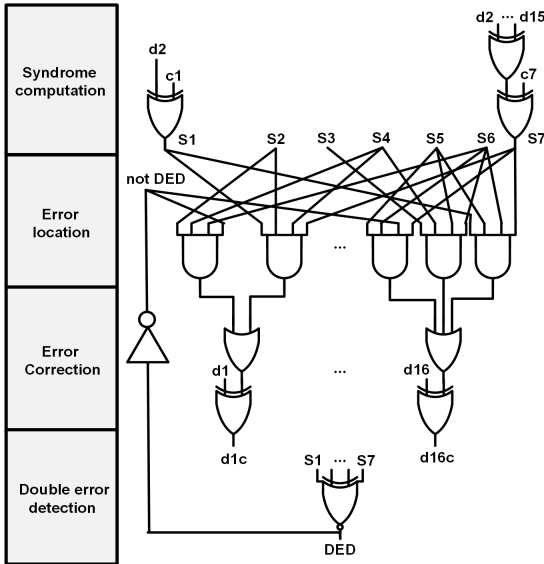 d2 ... d15
d2
c1
c7
Syndrome
computation
S1 S2 S3 S4 S5 S6 S7
not DED
Error
location
...
Error
Correction
d1
...
d16
d1c
d16c
Double error
detection
S1 ... S7
DED